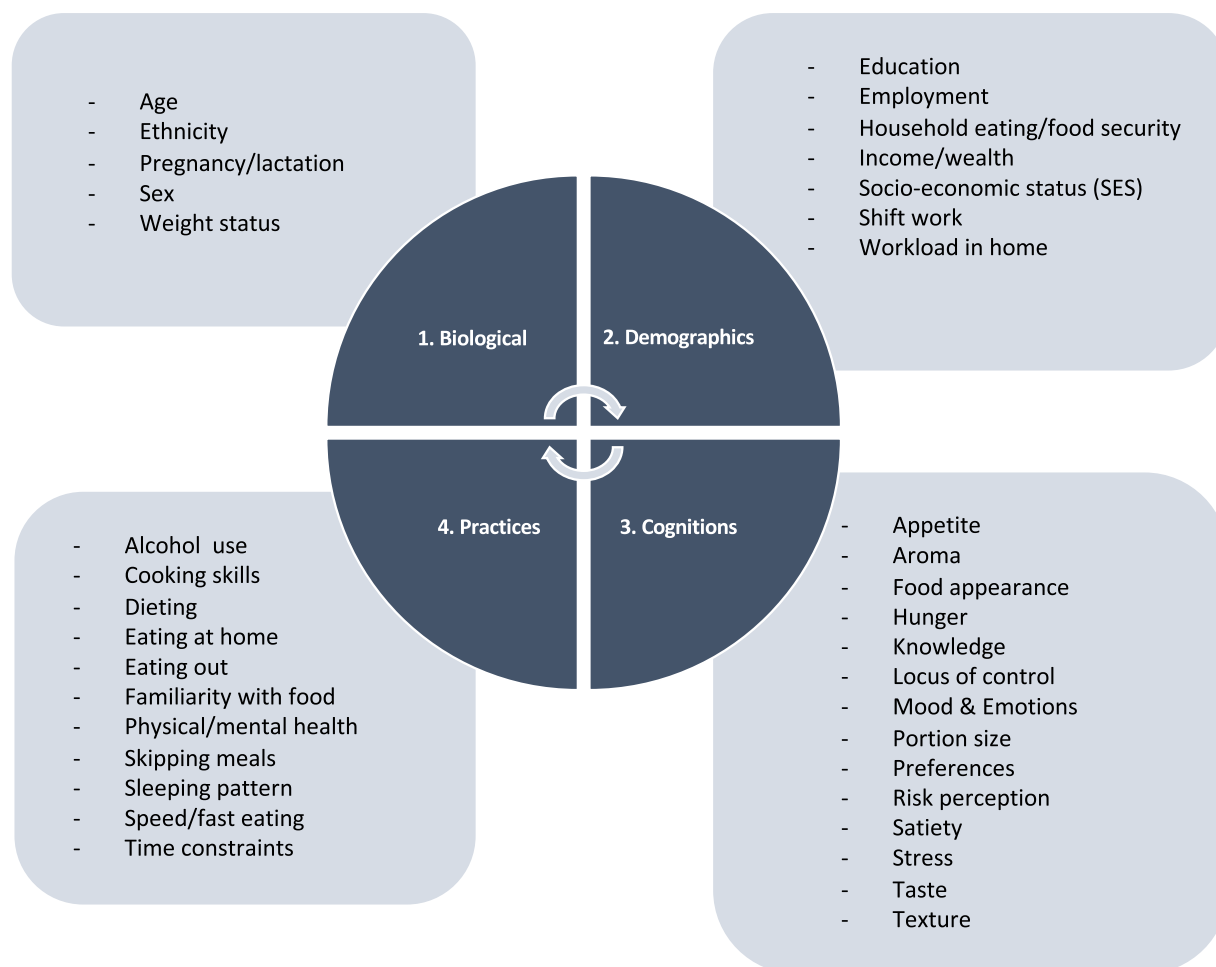 - Age
- Ethnicity
- Pregnancy/lactation
- Sex
- Weight status
- Education
- Employment
- Household eating/food security
- Income/wealth
- Socio-economic status (SES)
- Shift work
- Workload in home
1. Biological
2. Demographics
4. Practices
3. Cognitions
- Alcohol use
- Cooking skills
- Dieting
- Eating at home
- Eating out
- Familiarity with food
- Physical/mental health
- Skipping meals
- Sleeping pattern
- Speed/fast eating
- Time constraints
- Appetite
- Aroma
- Food appearance
- Hunger
- Knowledge
- Locus of control
- Mood & Emotions
- Portion size
- Preferences
- Risk perception
- Satiety
- Stress
- Taste
- Texture